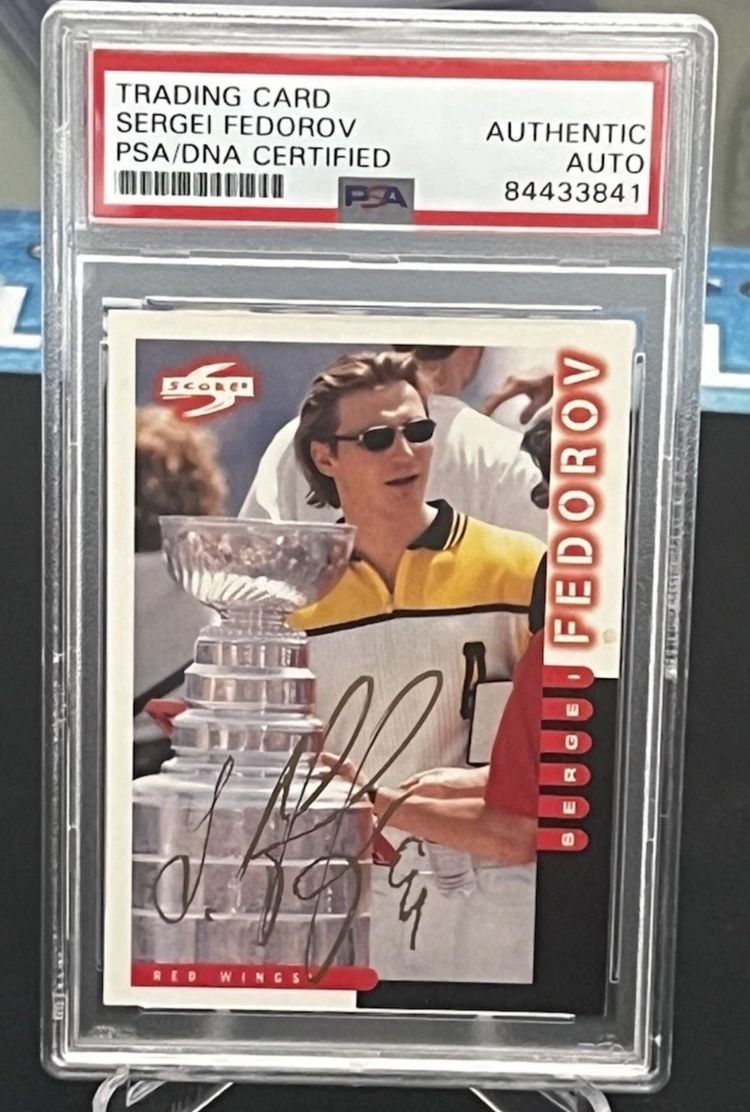 TRADING CARD
SERGEI FEDOROV
PSA/DNA CERTIFIED
AUTHENTIC
AUTO
84433841
PSA
SCORE
FEDOROV
SERGEI
A
RED WINGS